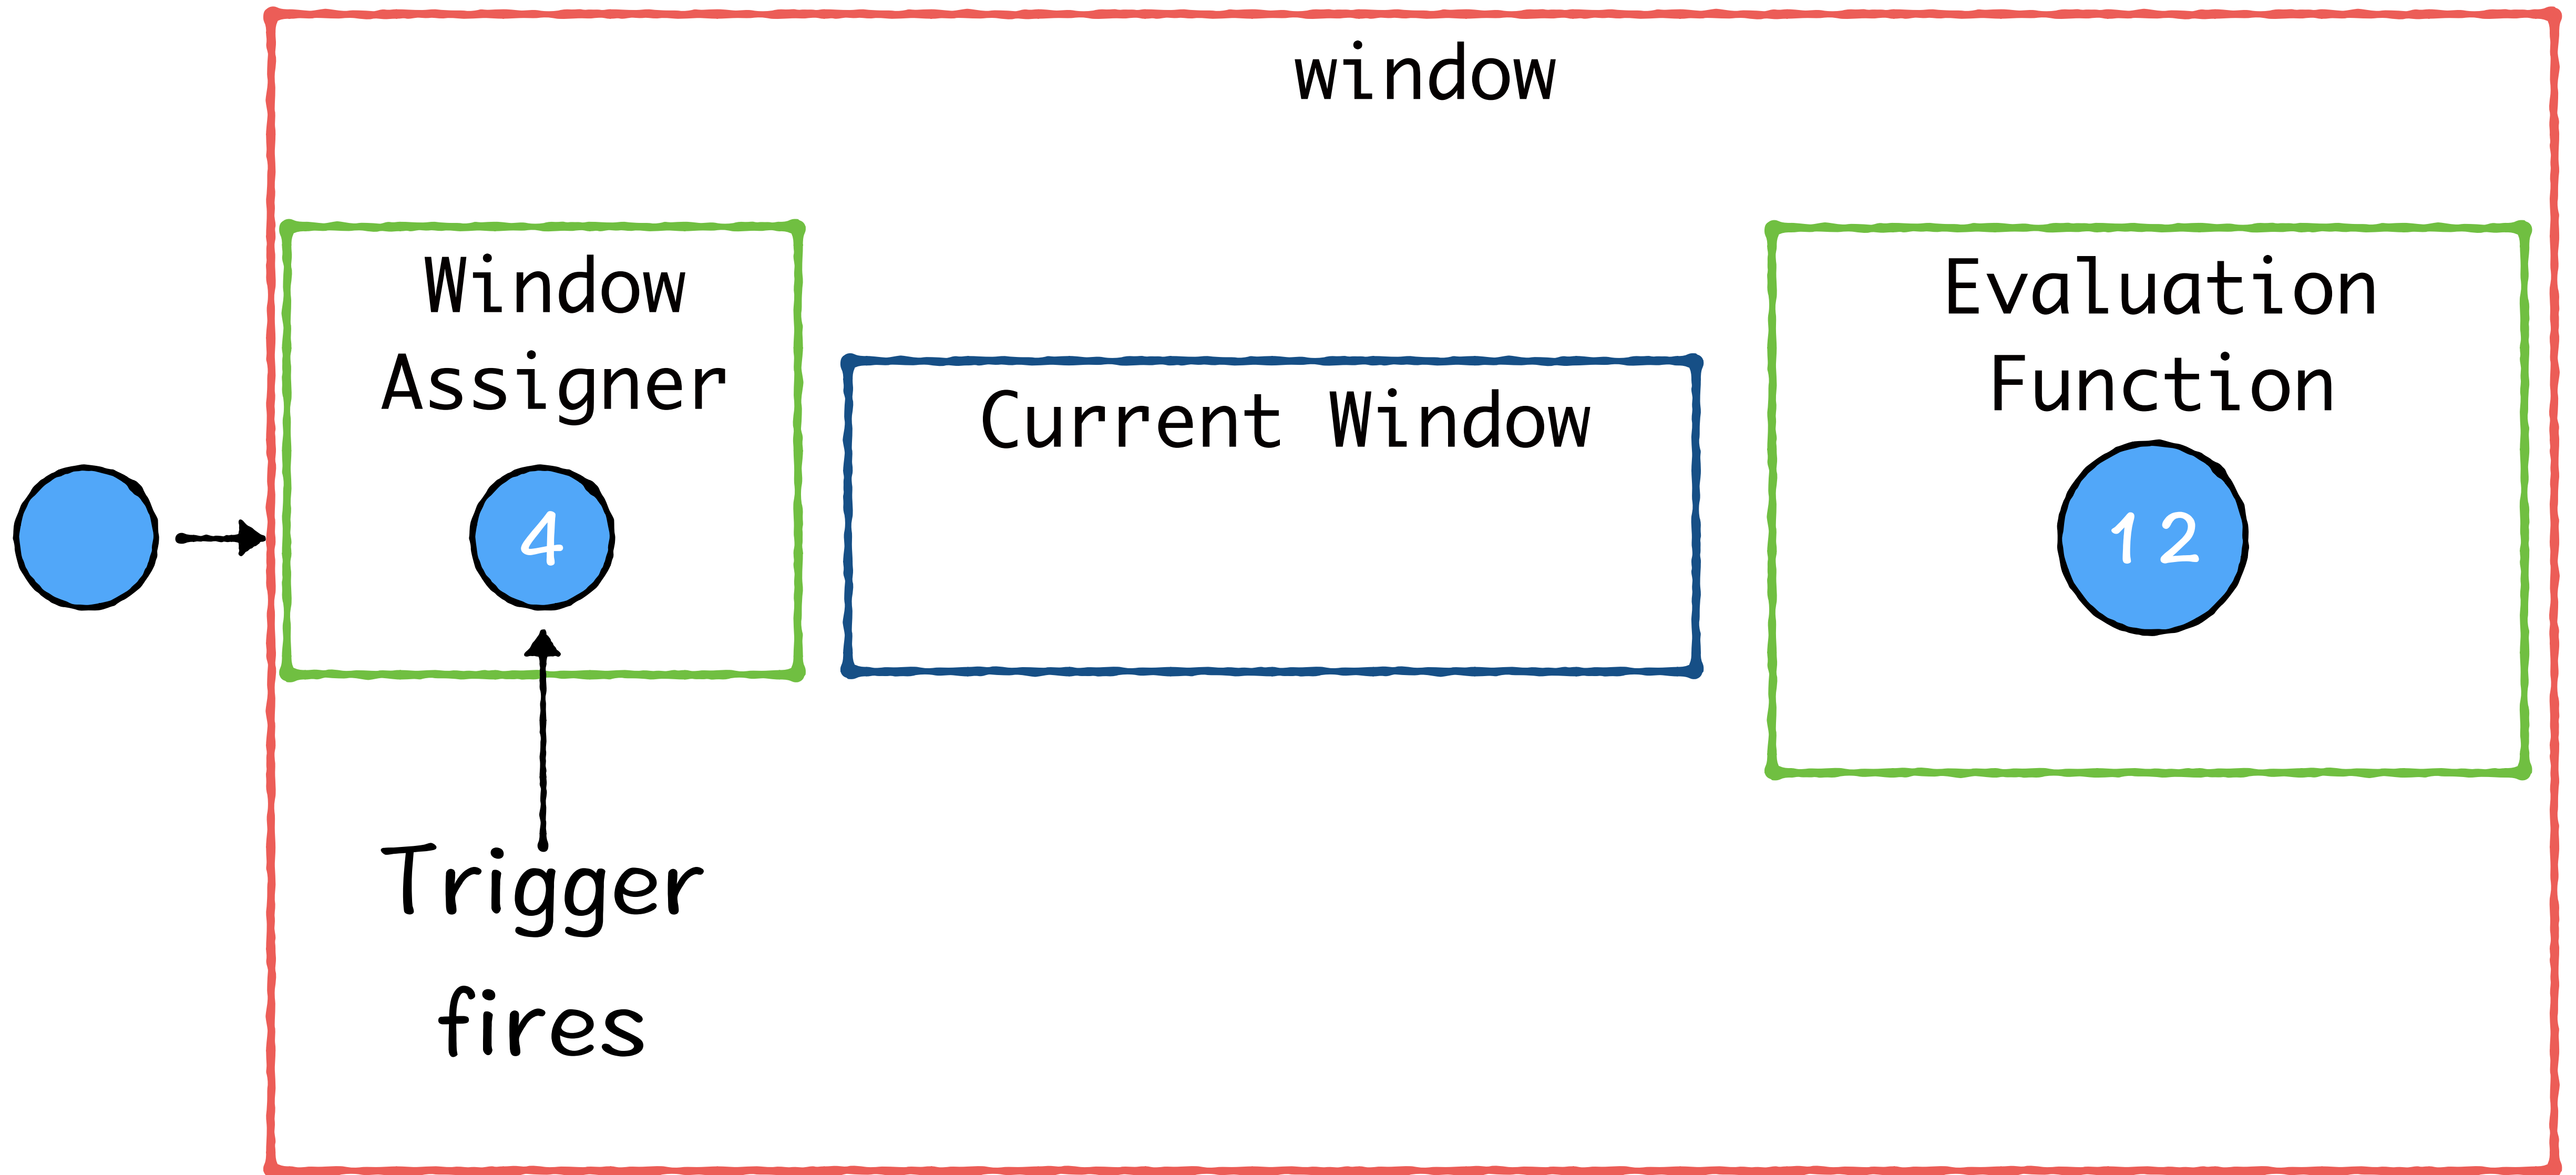 window
Window
Assigner
4
Trigger
fires
Current Window
Evaluation
Function
12